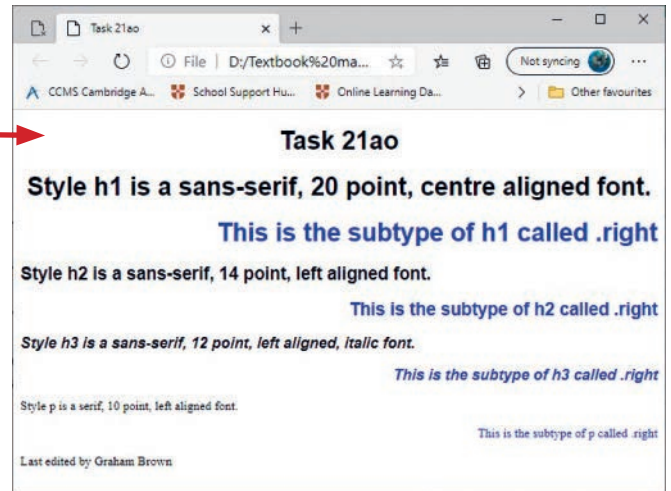 Task 21ao
File | D:/Textbook%20ma...
Not syncing
CCMS Cambridge A...
School Support Hu...
Online Learning Da...
Other favourites
Task 21ao
Style h1 is a sans-serif, 20 point, centre aligned font.
This is the subtype of h1 called .right
Style h2 is a sans-serif, 14 point, left aligned font.
This is the subtype of h2 called .right
Style h3 is a sans-serif, 12 point, left aligned, italic font.
This is the subtype of h3 called .right
Style p is a serif, 10 point, left aligned font.
This is the subtype of p called .right
Last edited by Graham Brown